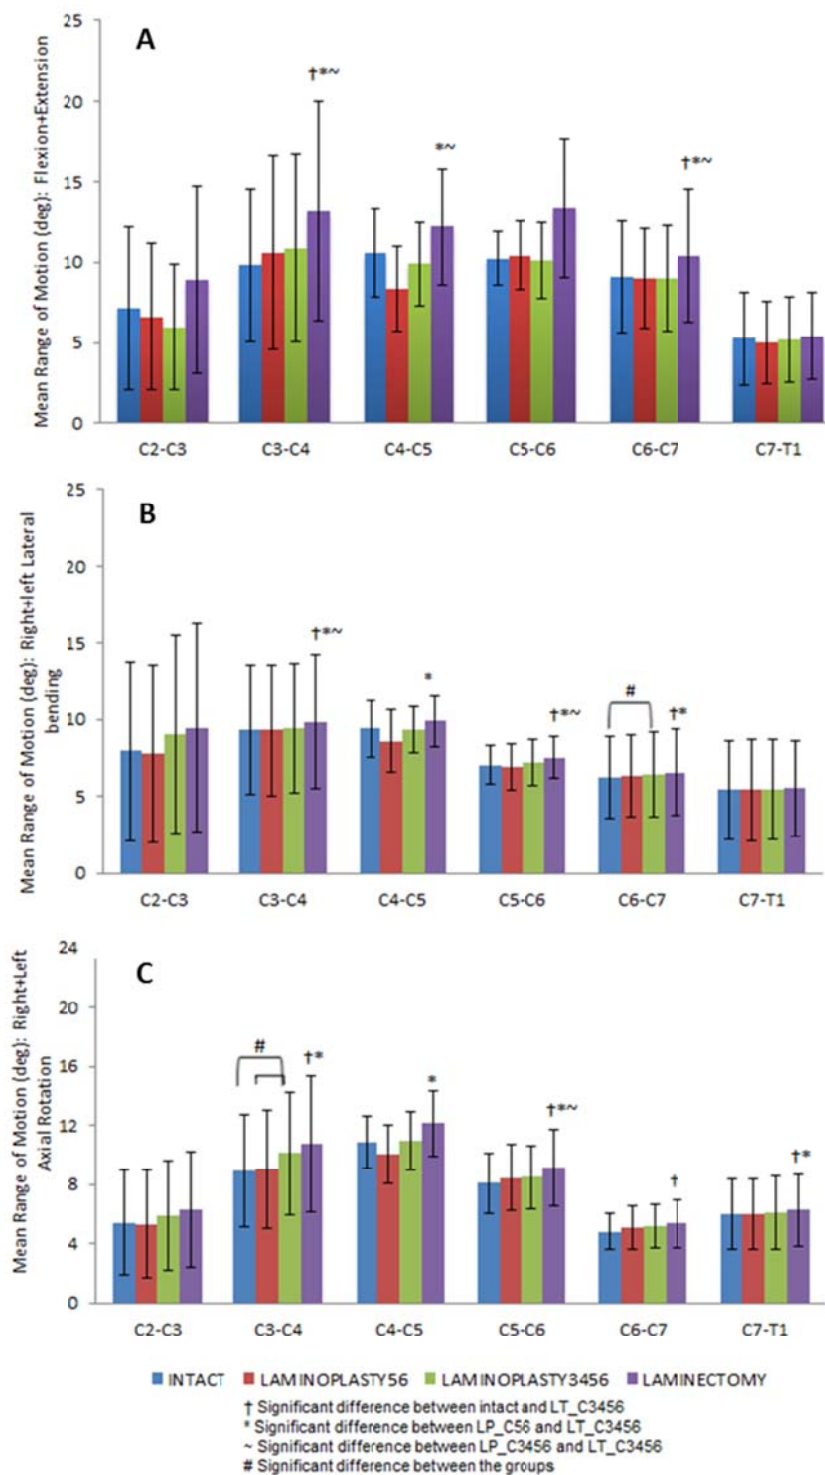 A
Mean Range of Motion (deg): Flexion+Extension
25
20
15
10
5
0
†*~
*~
†*~
C2-C3 C3-C4 C4-C5 C5-C6 C6-C7 C7-T1
B
Mean Range of Motion (deg): Right+left Lateral
bending
25
20
15
10
5
0
†*~
*
†*~
#
†*
C2-C3 C3-C4 C4-C5 C5-C6 C6-C7 C7-T1
C
Mean Range of Motion (deg): Right+Left
Axial Rotation
24
20
16
12
8
4
0
#
†*
*
†*~
†
†*
C2-C3 C3-C4 C4-C5 C5-C6 C6-C7 C7-T1
INTACT LAMINOPLASTY56 LAMINOPLASTY3456 LAMINECTOMY
† Significant difference between intact and LT_C3456
* Significant difference between LP_C56 and LT_C3456
~ Significant difference between LP_C3456 and LT_C3456
# Significant difference between the groups